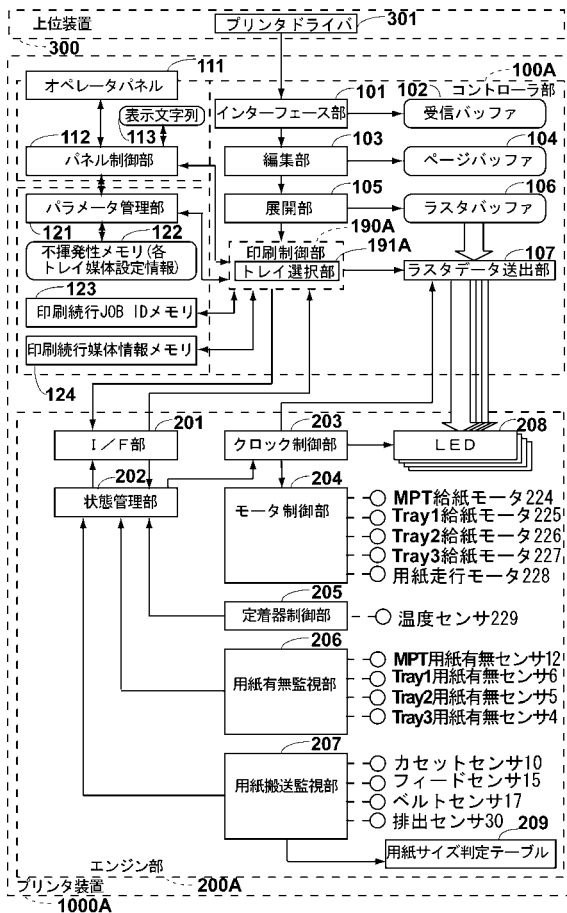 上位装置
300
プリンタドライバ
301
オペレータパネル
111
表示文字列
112
113
パネル制御部
パラメータ管理部
121
122
不揮発性メモリ(各
トレイ媒体設定情報)
123
印刷続行JOB IDメモリ
印刷続行媒体情報メモリ
124
100A
コントローラ部
101
102
インターフェース部
受信バッファ
103
104
編集部
ページバッファ
105
106
展開部
ラスタバッファ
190A
印刷制御部
191A
トレイ選択部
107
ラスタデータ送出部
201
I/F部
202
状態管理部
203
クロック制御部
208
LED
204
モータ制御部
MPT給紙モータ224
Tray1給紙モータ225
Tray2給紙モータ226
Tray3給紙モータ227
用紙走行モータ228
205
定着器制御部
温度センサ229
206
用紙有無監視部
MPT用紙有無センサ12
Tray1用紙有無センサ6
Tray2用紙有無センサ5
Tray3用紙有無センサ4
207
用紙搬送監視部
カセットセンサ10
フィードセンサ15
ベルトセンサ17
排出センサ30
209
用紙サイズ判定テーブル
エンジン部
200A
プリンタ装置
1000A